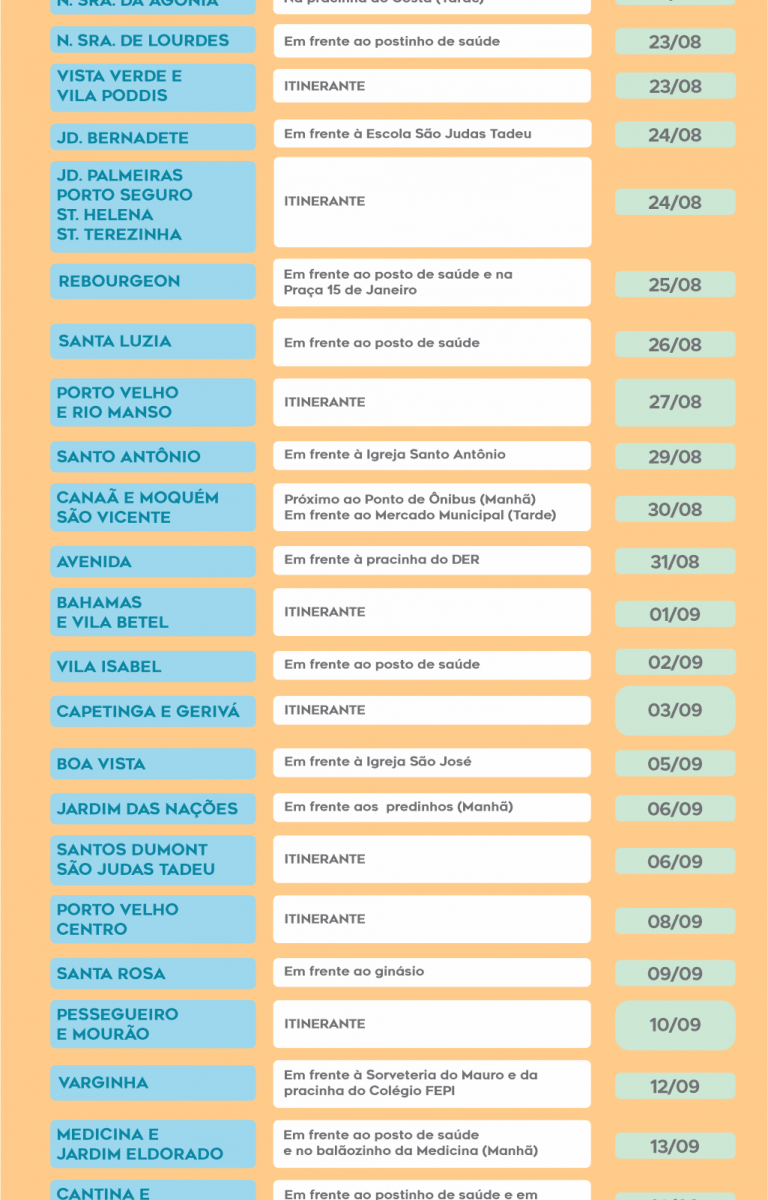 N. SRA. DA AGONIA
Na pracinha do Costa (Tarde)
N. SRA. DE LOURDES
Em frente ao postinho de saúde
23/08
VISTA VERDE E
VILA PODDIS
ITINERANTE
23/08
JD. BERNADETE
Em frente à Escola São Judas Tadeu
24/08
JD. PALMEIRAS
PORTO SEGURO
ST. HELENA
ST. TEREZINHA
ITINERANTE
24/08
REBOURGEON
Em frente ao posto de saúde e na
Praça 15 de Janeiro
25/08
SANTA LUZIA
Em frente ao posto de saúde
26/08
PORTO VELHO
E RIO MANSO
ITINERANTE
27/08
SANTO ANTÔNIO
Em frente à Igreja Santo Antônio
29/08
CANAÃ E MOQUÉM
SÃO VICENTE
Próximo ao Ponto de Ônibus (Manhã)
Em frente ao Mercado Municipal (Tarde)
30/08
AVENIDA
Em frente à pracinha do DER
31/08
BAHAMAS
E VILA BETEL
ITINERANTE
01/09
VILA ISABEL
Em frente ao posto de saúde
02/09
CAPETINGA E GERIVÁ
ITINERANTE
03/09
BOA VISTA
Em frente à Igreja São José
05/09
JARDIM DAS NAÇÕES
Em frente aos predinhos (Manhã)
06/09
SANTOS DUMONT
SÃO JUDAS TADEU
ITINERANTE
06/09
PORTO VELHO
CENTRO
ITINERANTE
08/09
SANTA ROSA
Em frente ao ginásio
09/09
PESSEGUEIRO
E MOURÃO
ITINERANTE
10/09
VARGINHA
Em frente à Sorveteria do Mauro e da
pracinha do Colégio FEPI
12/09
MEDICINA E
JARDIM ELDORADO
Em frente ao posto de saúde
e no balãozinho da Medicina (Manhã)
13/09
CANTINA E
Em frente ao postinho de saúde e em